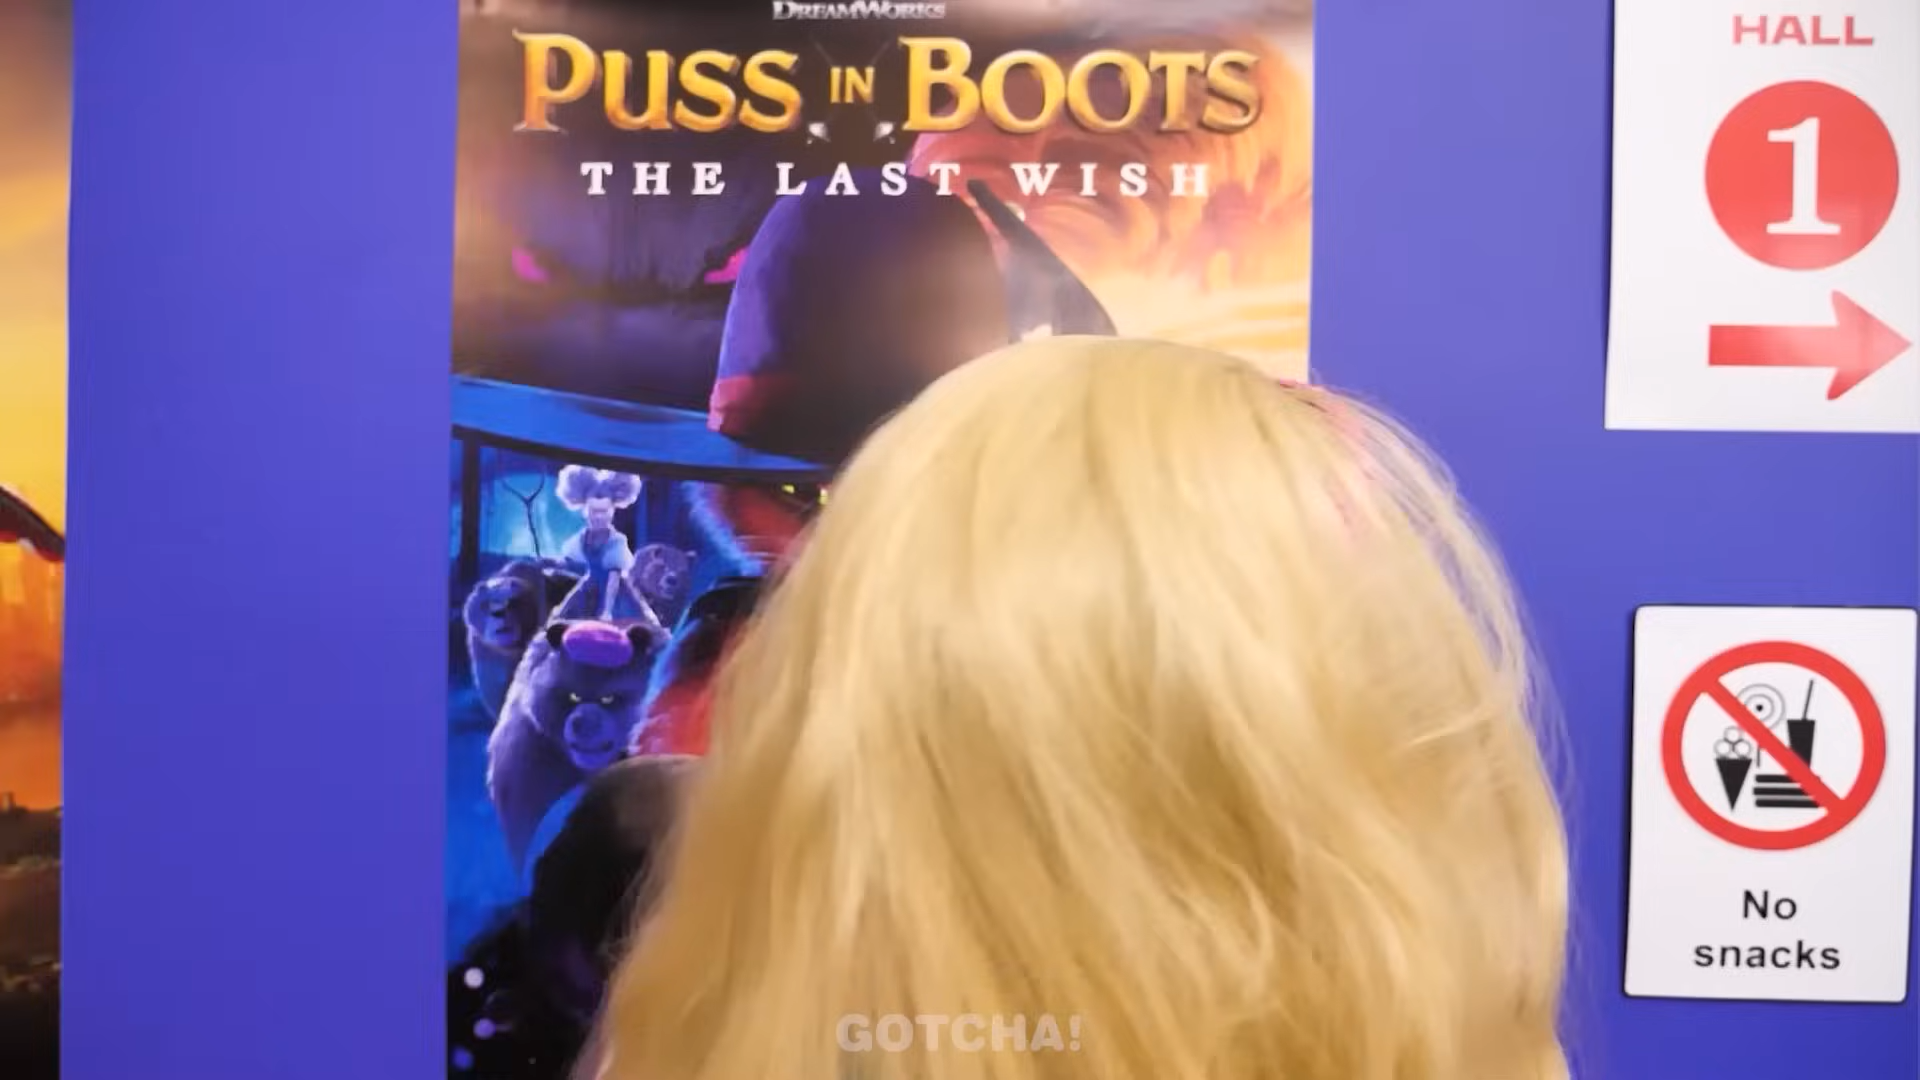 DREAMWORKS
PUSS IN BOOTS
THE LAST WISH
HALL
1
No
snacks
GOTCHA!